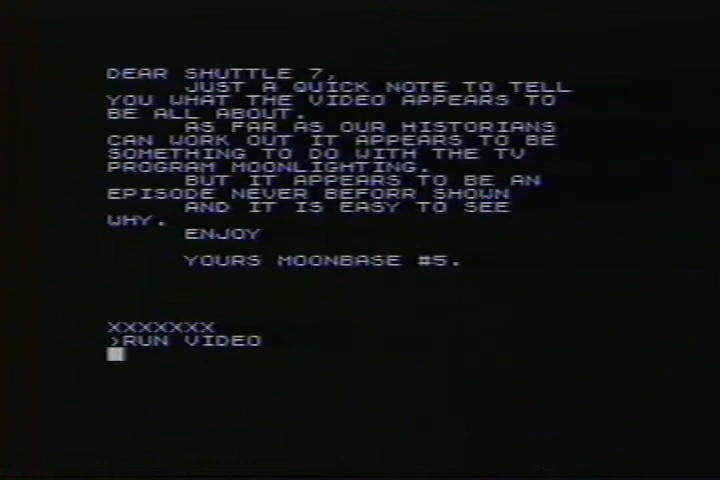 DEAR SHUTTLE 7,
JUST A QUICK NOTE TO TELL
YOU WHAT THE VIDEO APPEARS TO
BE ALL ABOUT.
AS FAR AS OUR HISTORIANS
CAN WORK OUT IT APPEARS TO BE
SOMETHING TO DO WITH THE TV
PROGRAM MOONLIGHTING.
BUT IT APPEARS TO BE AN
EPISODE NEVER BEFORR SHOWN
AND IT IS EASY TO SEE
WHY.
ENJOY
YOURS MOONBASE #5.
XXXXXXX
>RUN VIDEO